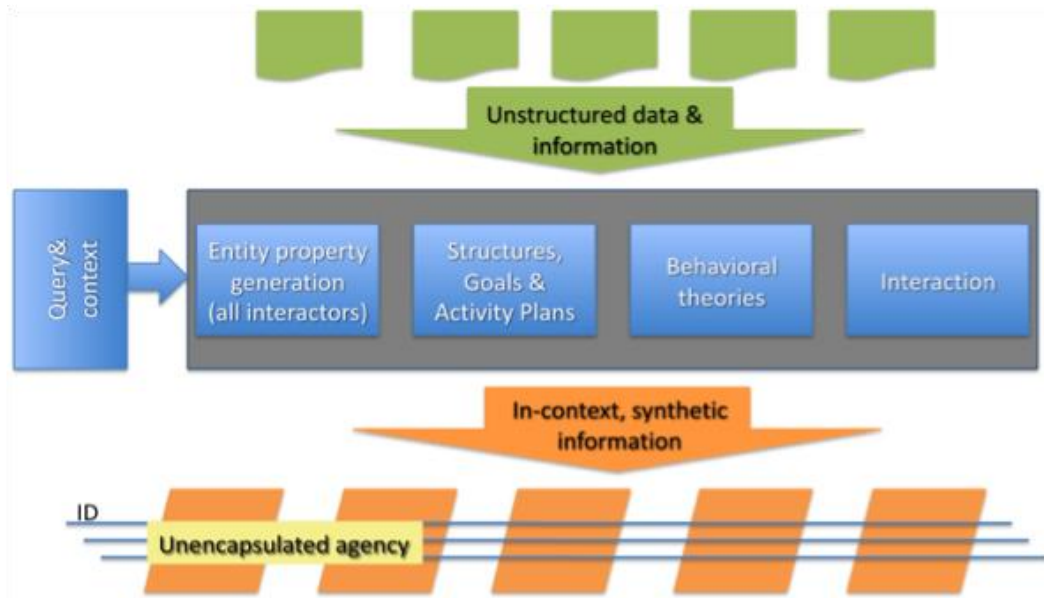 Unstructured data &
information
Query&
context
Entity property
generation
(all interactors)
Structures,
Goals &
Activity Plans
Behavioral
theories
Interaction
In-context, synthetic
information
ID
Unencapsulated agency